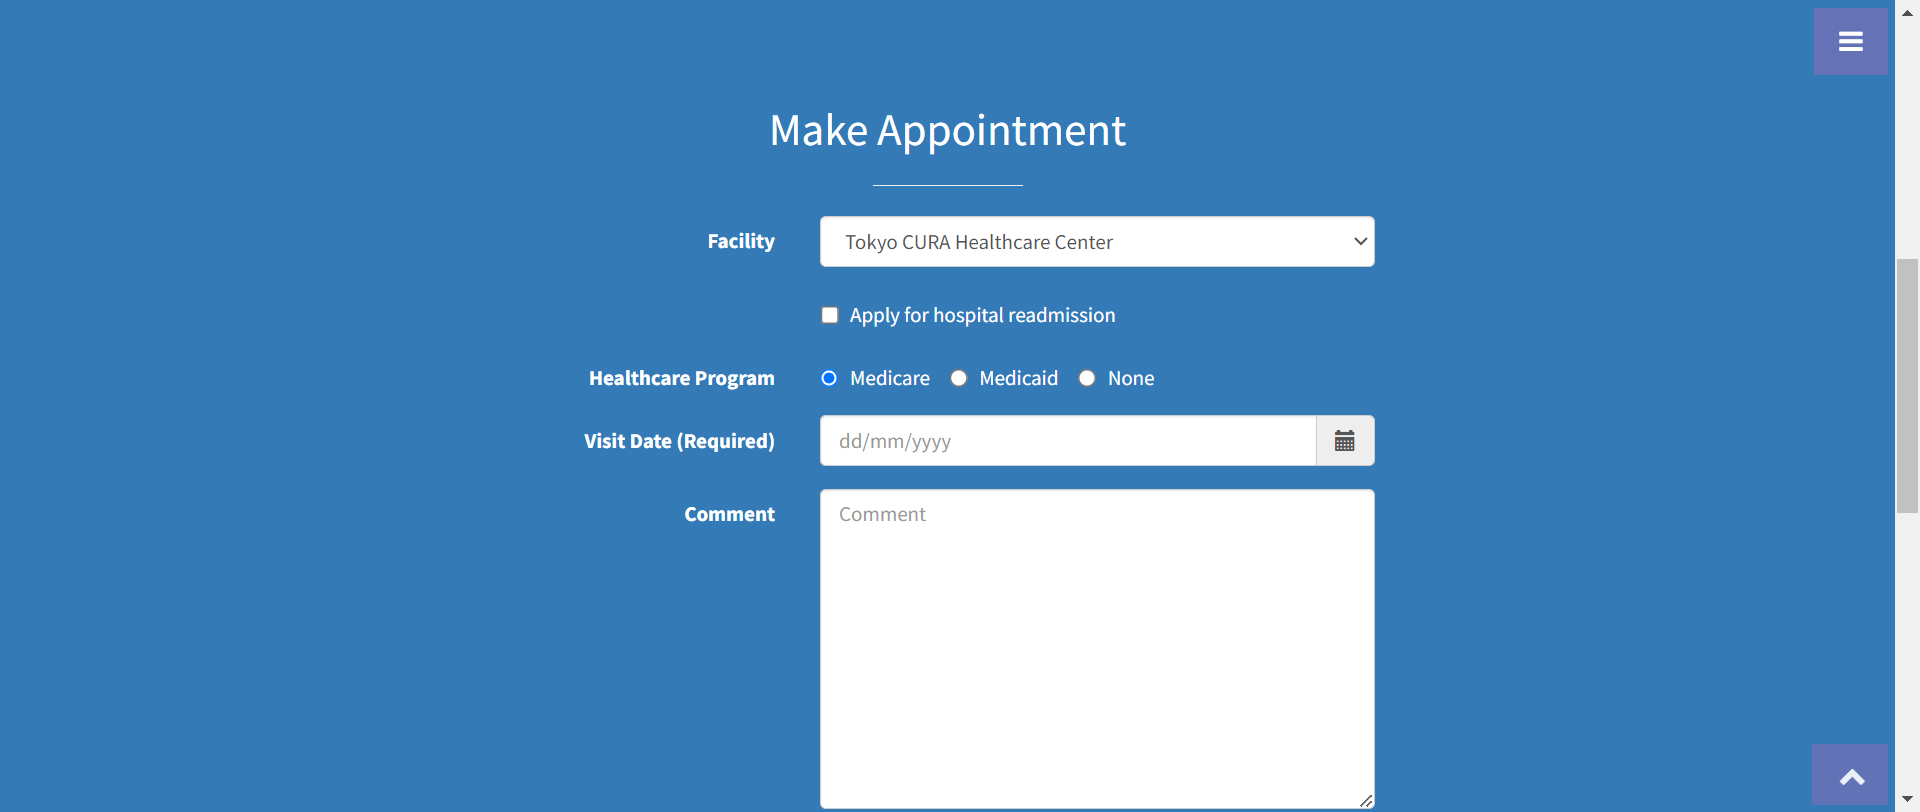 Make Appointment
Facility
Tokyo CURA Healthcare Center
Apply for hospital readmission
Healthcare Program
Medicare Medicaid None
Visit Date (Required)
dd/mm/yyyy
Comment
Comment